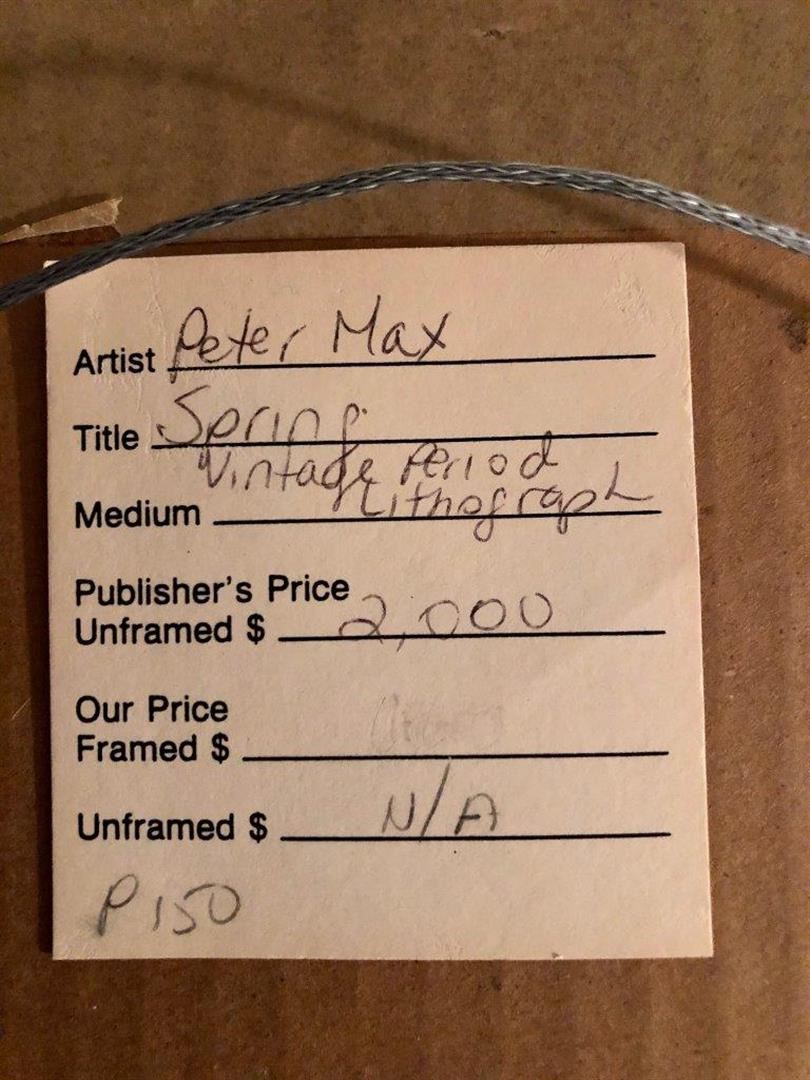 Artist Peter Max
Title Spring
Vintage Period
Medium Lithograph
Publisher's Price
Unframed $ 2,000
Our Price
Framed $
Unframed $ N/A
P150